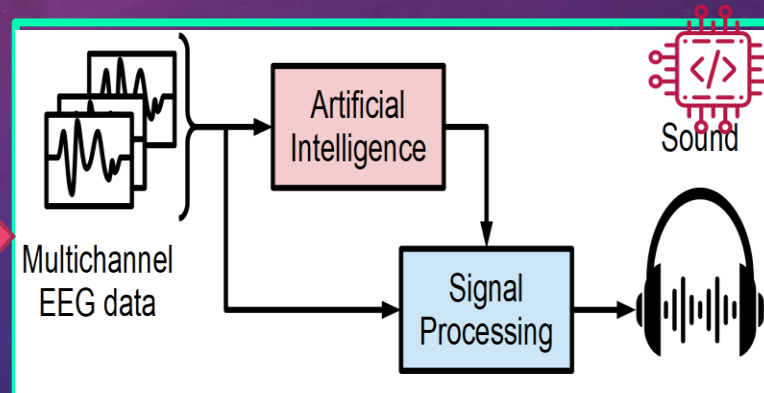 Multichannel
EEG data
Artificial
Intelligence
Signal
Processing
</>
Sound